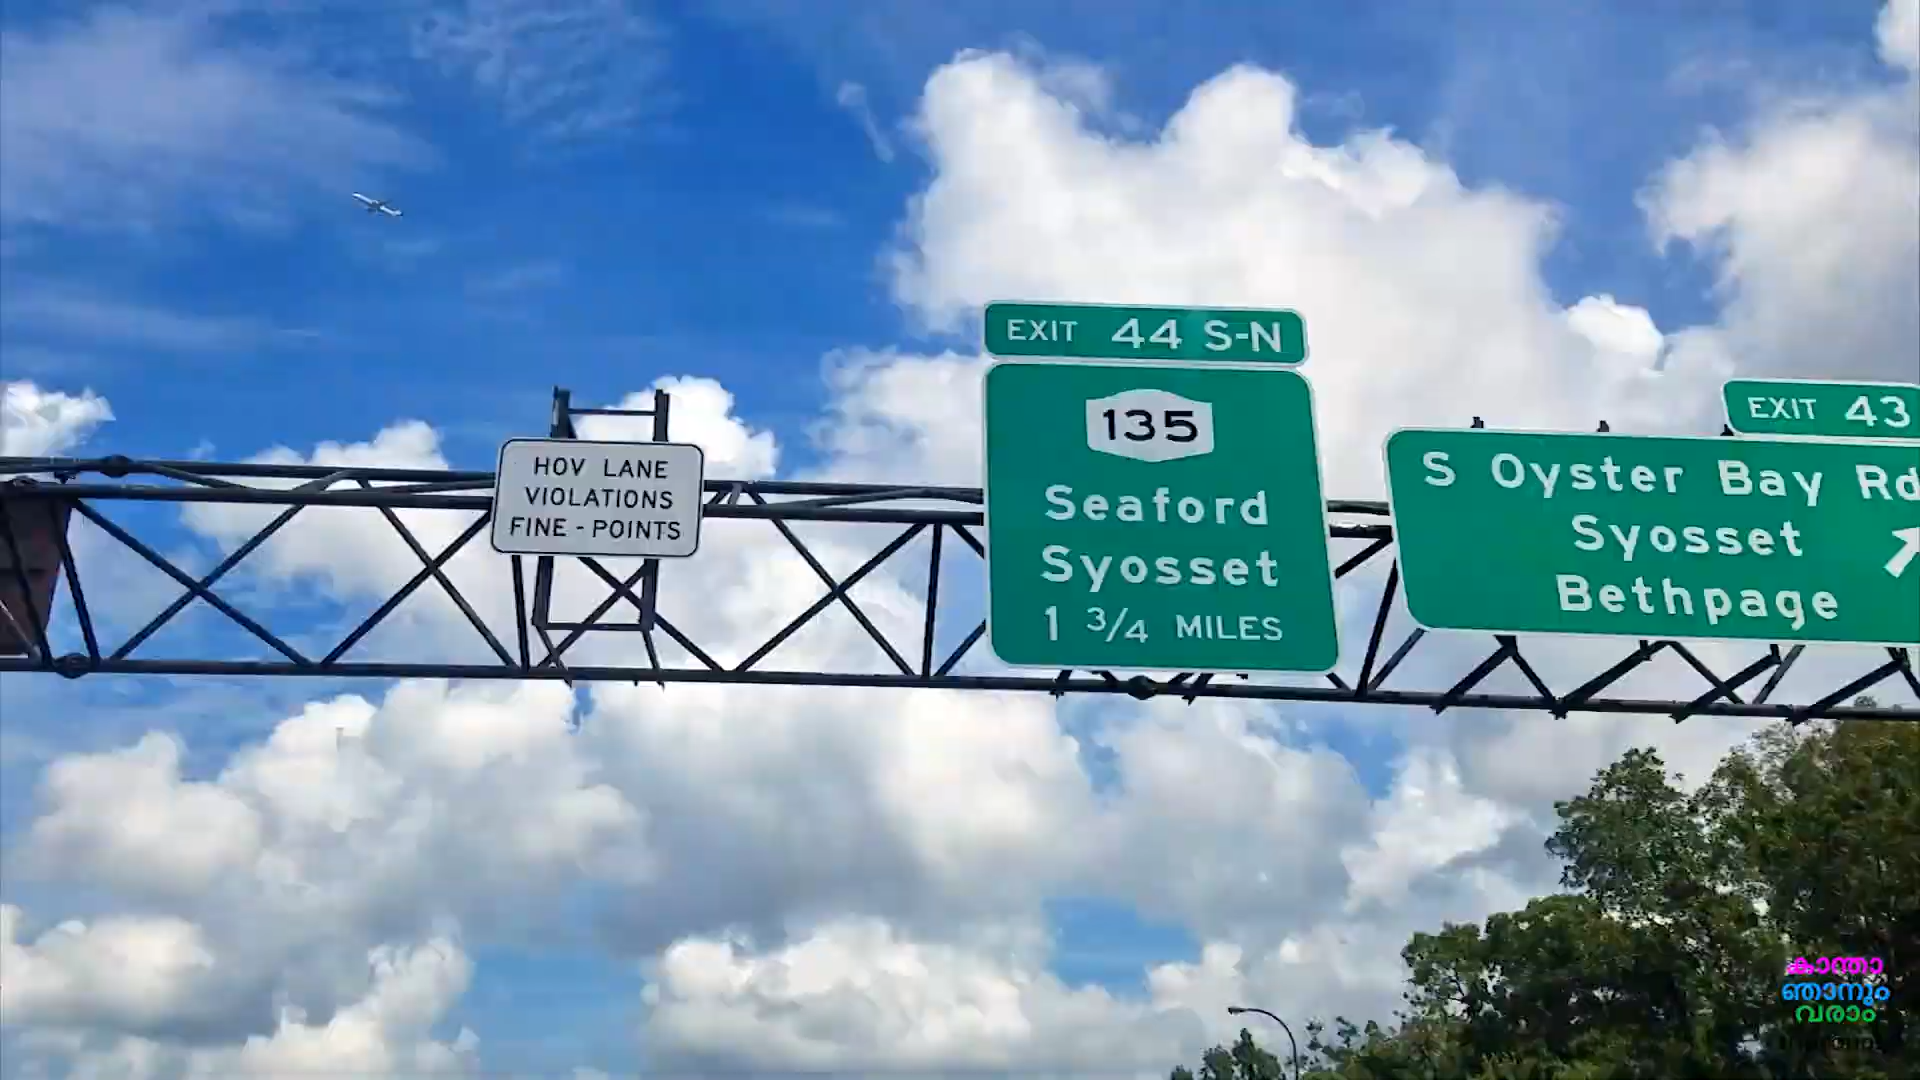 HOV LANE
VIOLATIONS
FINE - POINTS
EXIT 44 S-N
135
Seaford
Syosset
1 3/4 MILES
EXIT 43
S Oyster Bay Rd
Syosset
Bethpage
കാന്താ
ഞാനും
വരാം